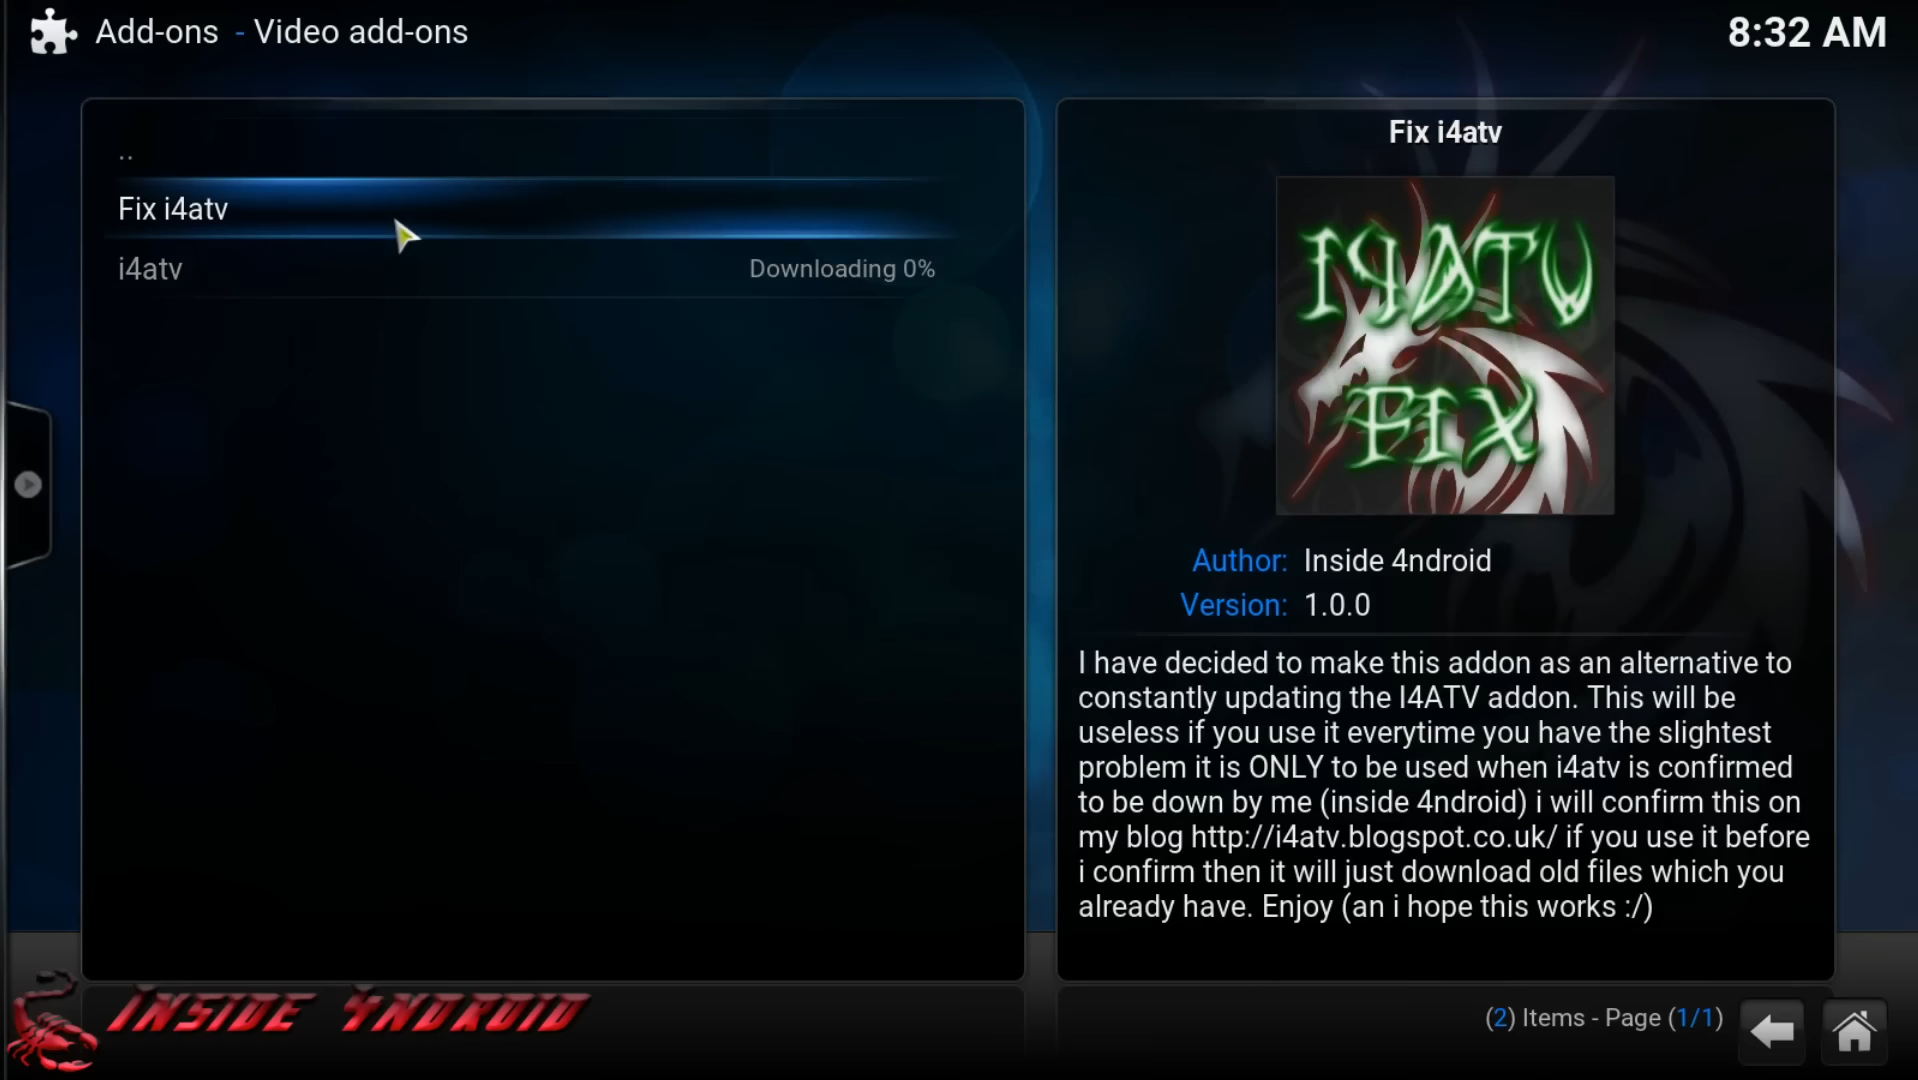 Add-ons - Video add-ons
8:32 AM
..
Fix i4atv
i4atv Downloading 0%
Fix i4atv
I4ATV
FIX
Author: Inside 4ndroid
Version: 1.0.0
I have decided to make this addon as an alternative to
constantly updating the I4ATV addon. This will be
useless if you use it everytime you have the slightest
problem it is ONLY to be used when i4atv is confirmed
to be down by me (inside 4ndroid) i will confirm this on
my blog http://i4atv.blogspot.co.uk/ if you use it before
i confirm then it will just download old files which you
already have. Enjoy (an i hope this works :/)
Inside 4ndroid
(2) Items - Page (1/1)